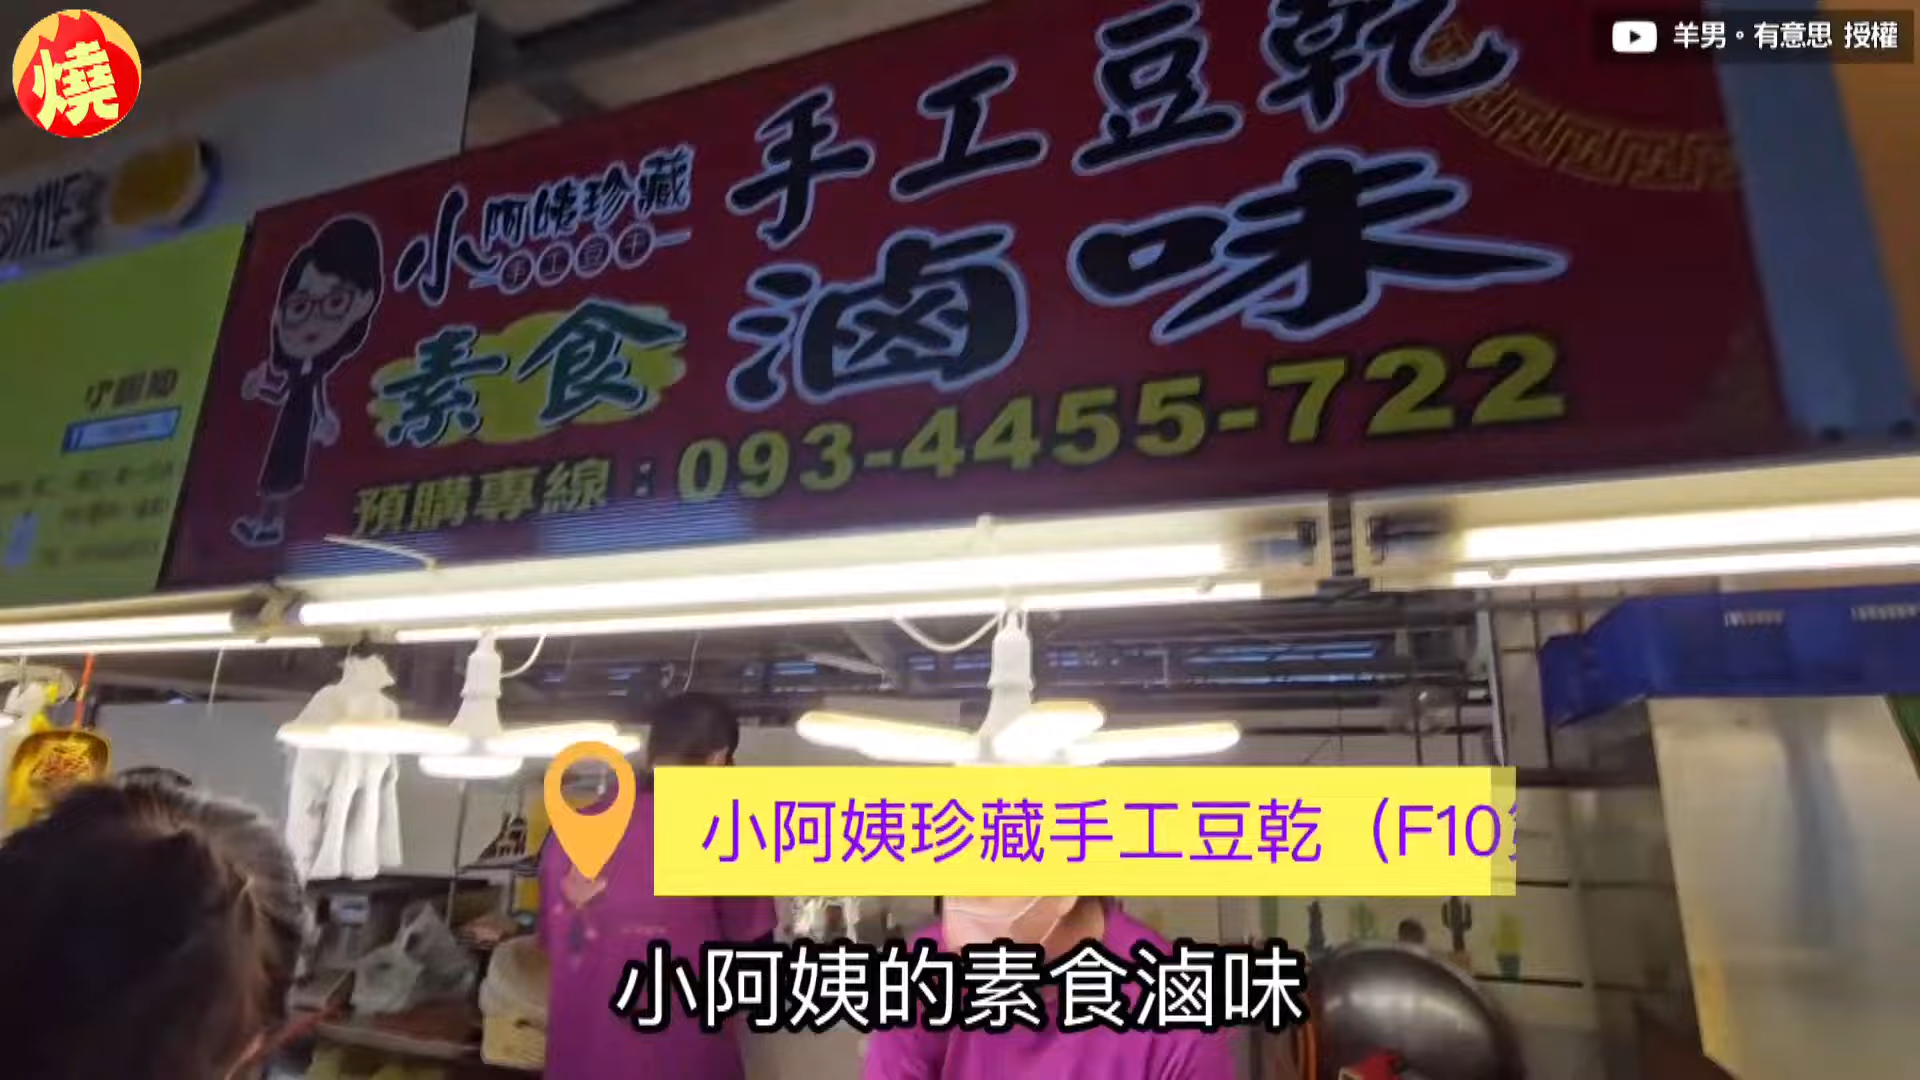 燒
羊男。有意思 授權
手工豆乾
小阿姨珍藏
手工豆干
素食
滷味
預購專線：093-4455-722
小阿姨珍藏手工豆乾（F10
小阿姨的素食滷味